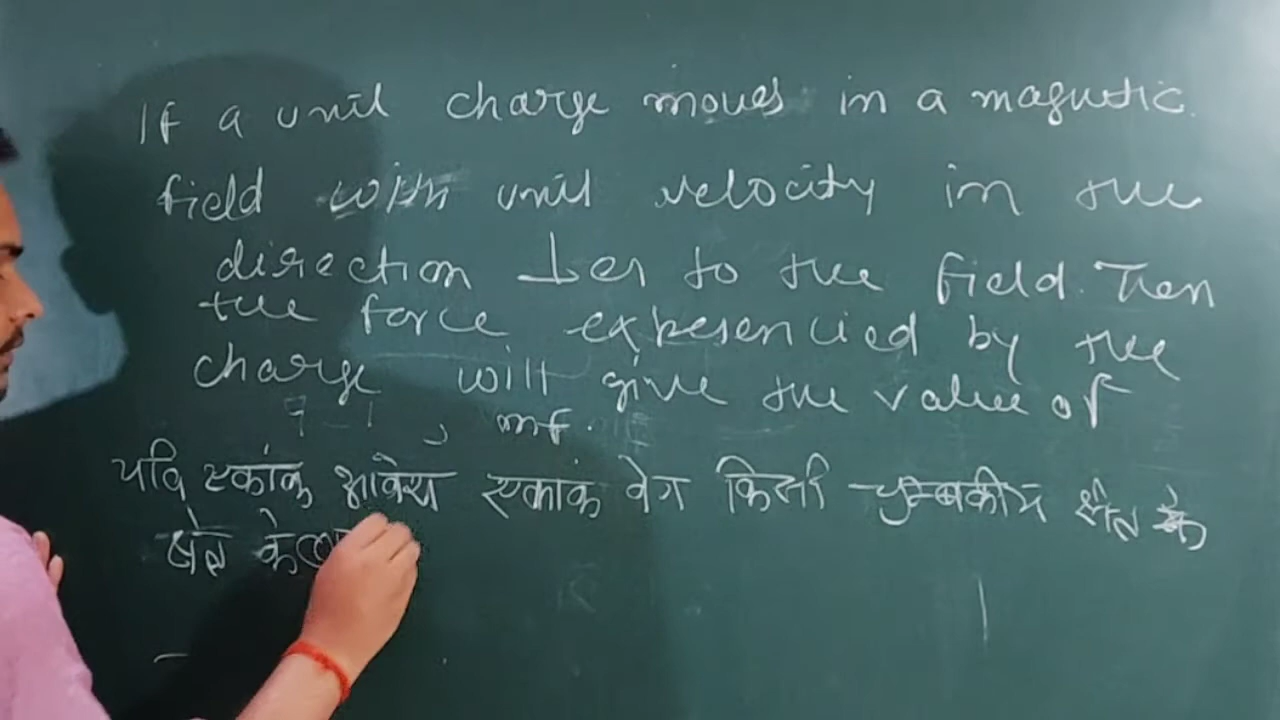 If a unit charge moves in a magnetic
field with unit velocity in the
direction ⊥er to the field. Then
the force experencied by the
charge will give the value of
mf.
यदि एकांक आवेश एकांक वेग किसी चुम्बकीय क्षेत्र के
क्षेत्र के